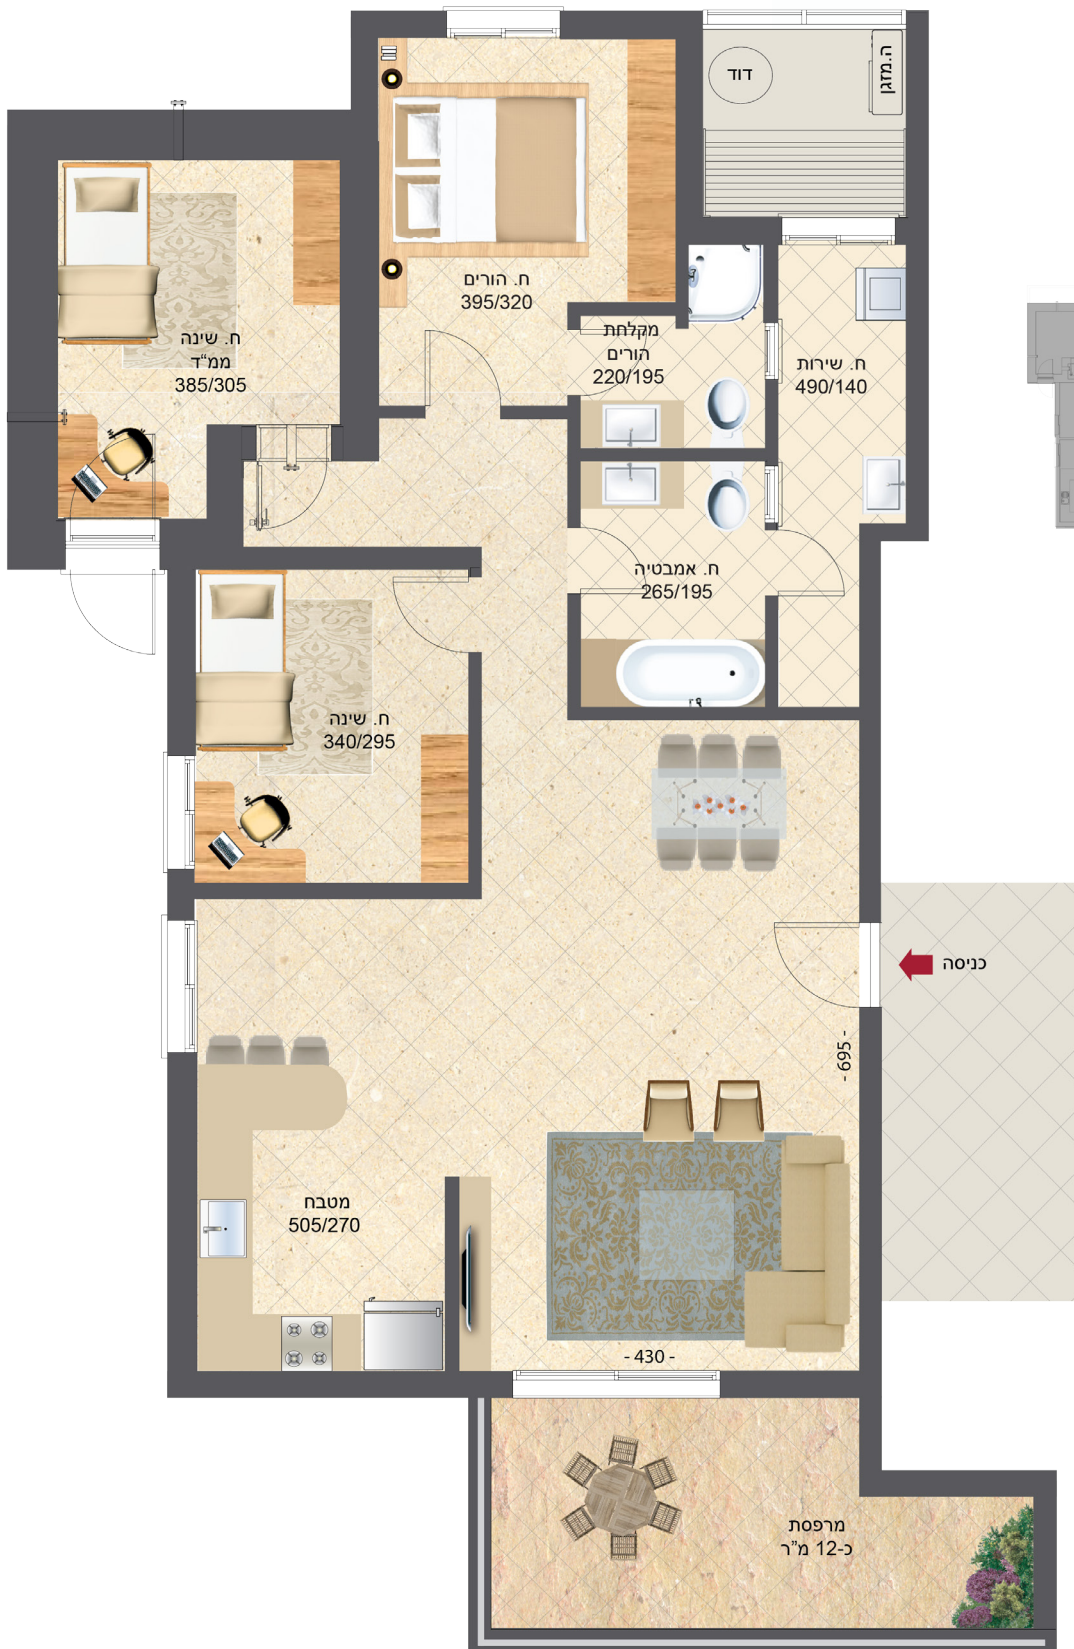 דוד
ה.מזגן
ח. הורים
395/320
ח. שינה
ממ"ד
385/305
מקלחת
הורים
220/195
ח. שירות
490/140
ח. אמבטיה
265/195
ח. שינה
340/295
כניסה
- 695 -
מטבח
505/270
- 430 -
מרפסת
כ-12 מ"ר